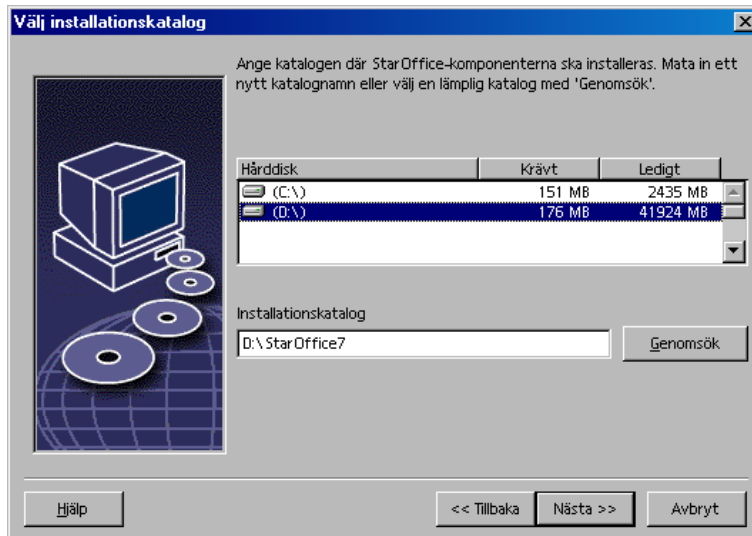 Välj installationskatalog
Ange katalogen där StarOffice-komponenterna ska installeras. Mata in ett
nytt katalognamn eller välj en lämplig katalog med 'Genomsök'.
Hårddisk Krävt Ledigt
(C:\) 151 MB 2435 MB
(D:\) 176 MB 41924 MB
Installationskatalog
D:\StarOffice7 Genomsök
Hjälp << Tillbaka Nästa >> Avbryt